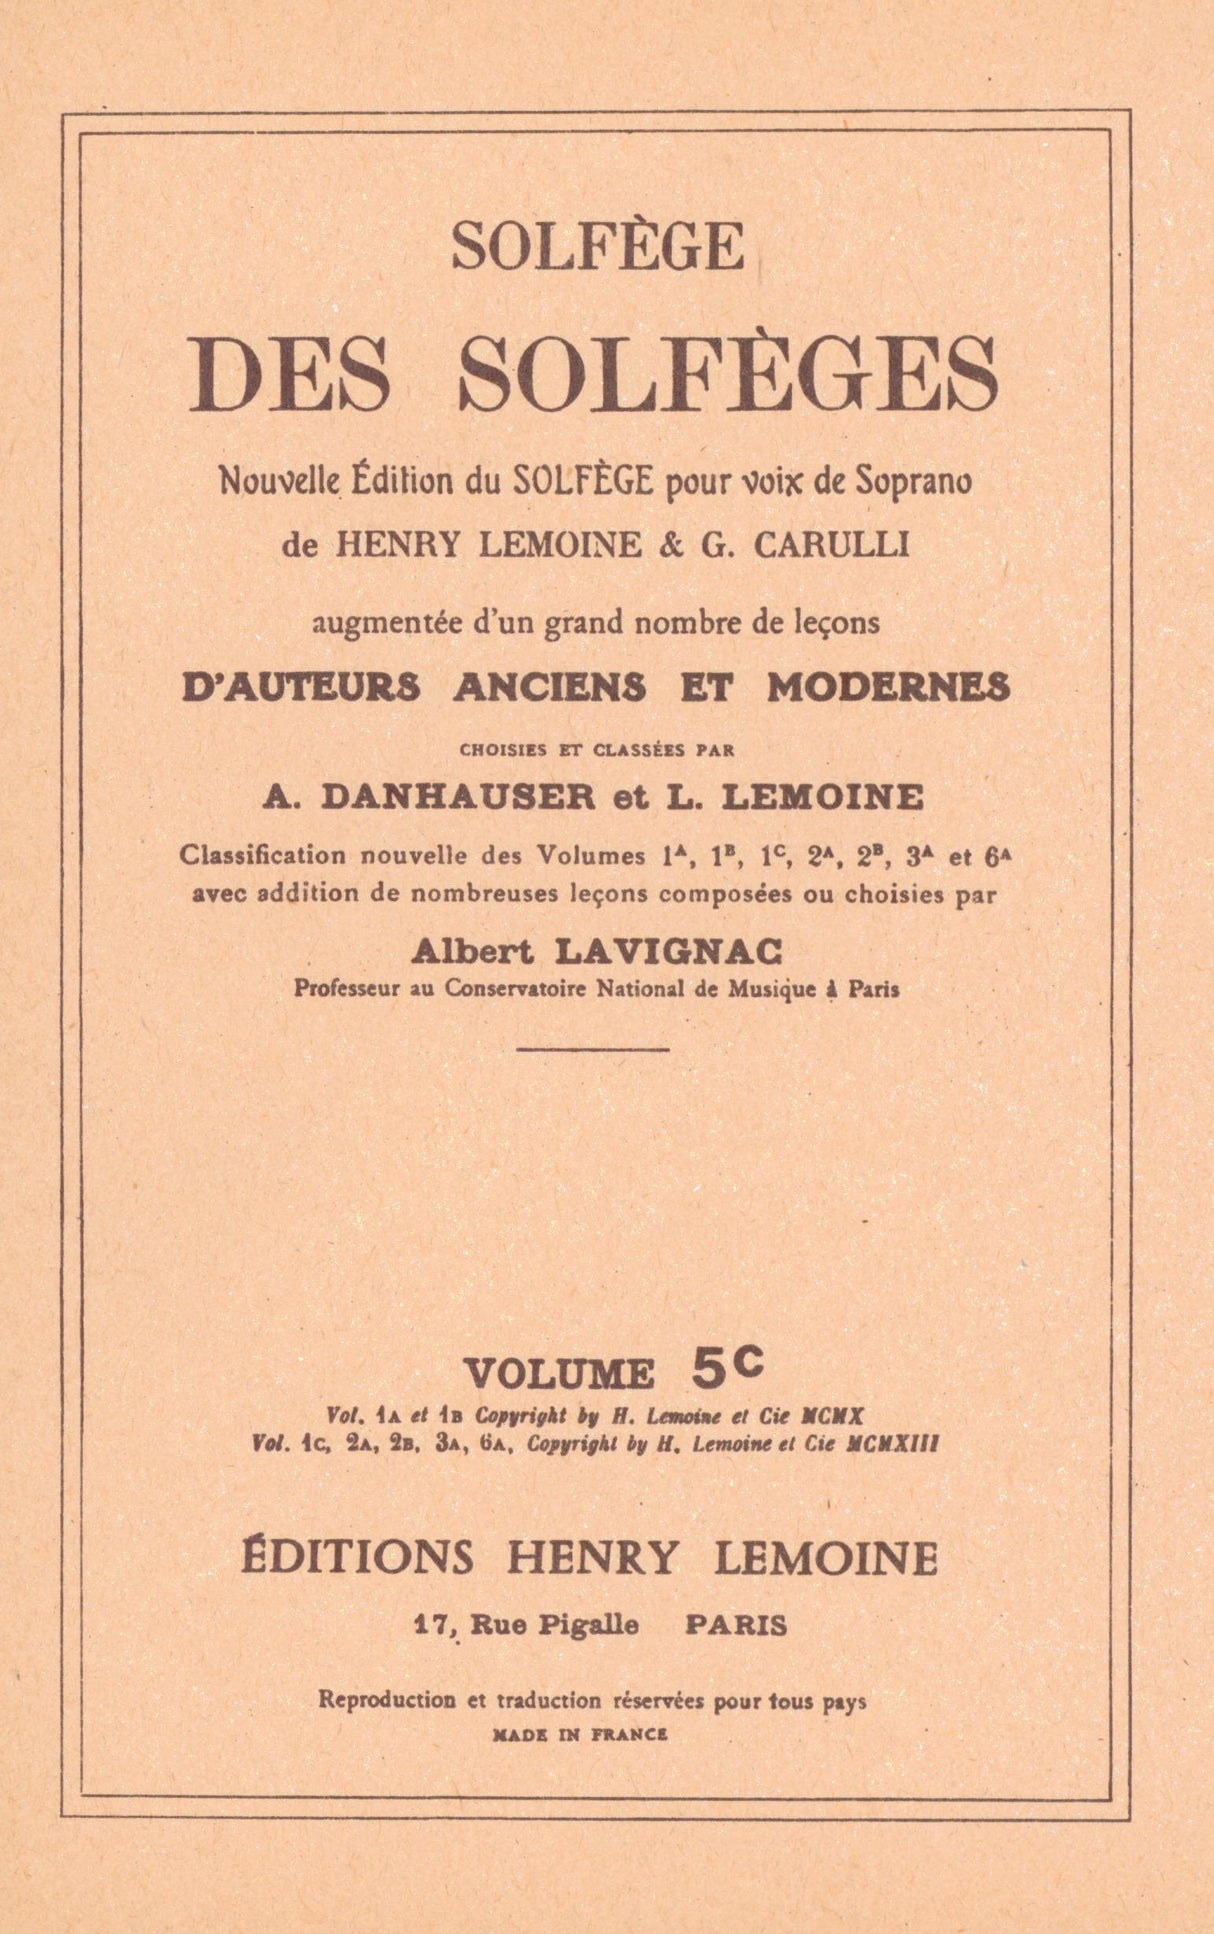 SOLFÈGE
DES SOLFÈGES
Nouvelle Édition du SOLFÈGE pour voix de Soprano
de HENRY LEMOINE & G. CARULLI
augmentée d'un grand nombre de leçons
D'AUTEURS ANCIENS ET MODERNES
CHOISIES ET CLASSÉES PAR
A. DANHAUSER et L. LEMOINE
Classification nouvelle des Volumes 1ᴬ, 1ᴮ, 1ᶜ, 2ᴬ, 2ᴮ, 3ᴬ et 6ᴬ
avec addition de nombreuses leçons composées ou choisies par
Albert LAVIGNAC
Professeur au Conservatoire National de Musique à Paris
VOLUME 5ᶜ
Vol. 1A et 1B Copyright by H. Lemoine et Cie MCMX
Vol. 1C, 2A, 2B, 3A, 6A, Copyright by H. Lemoine et Cie MCMXIII
ÉDITIONS HENRY LEMOINE
17, Rue Pigalle PARIS
Reproduction et traduction réservées pour tous pays
MADE IN FRANCE